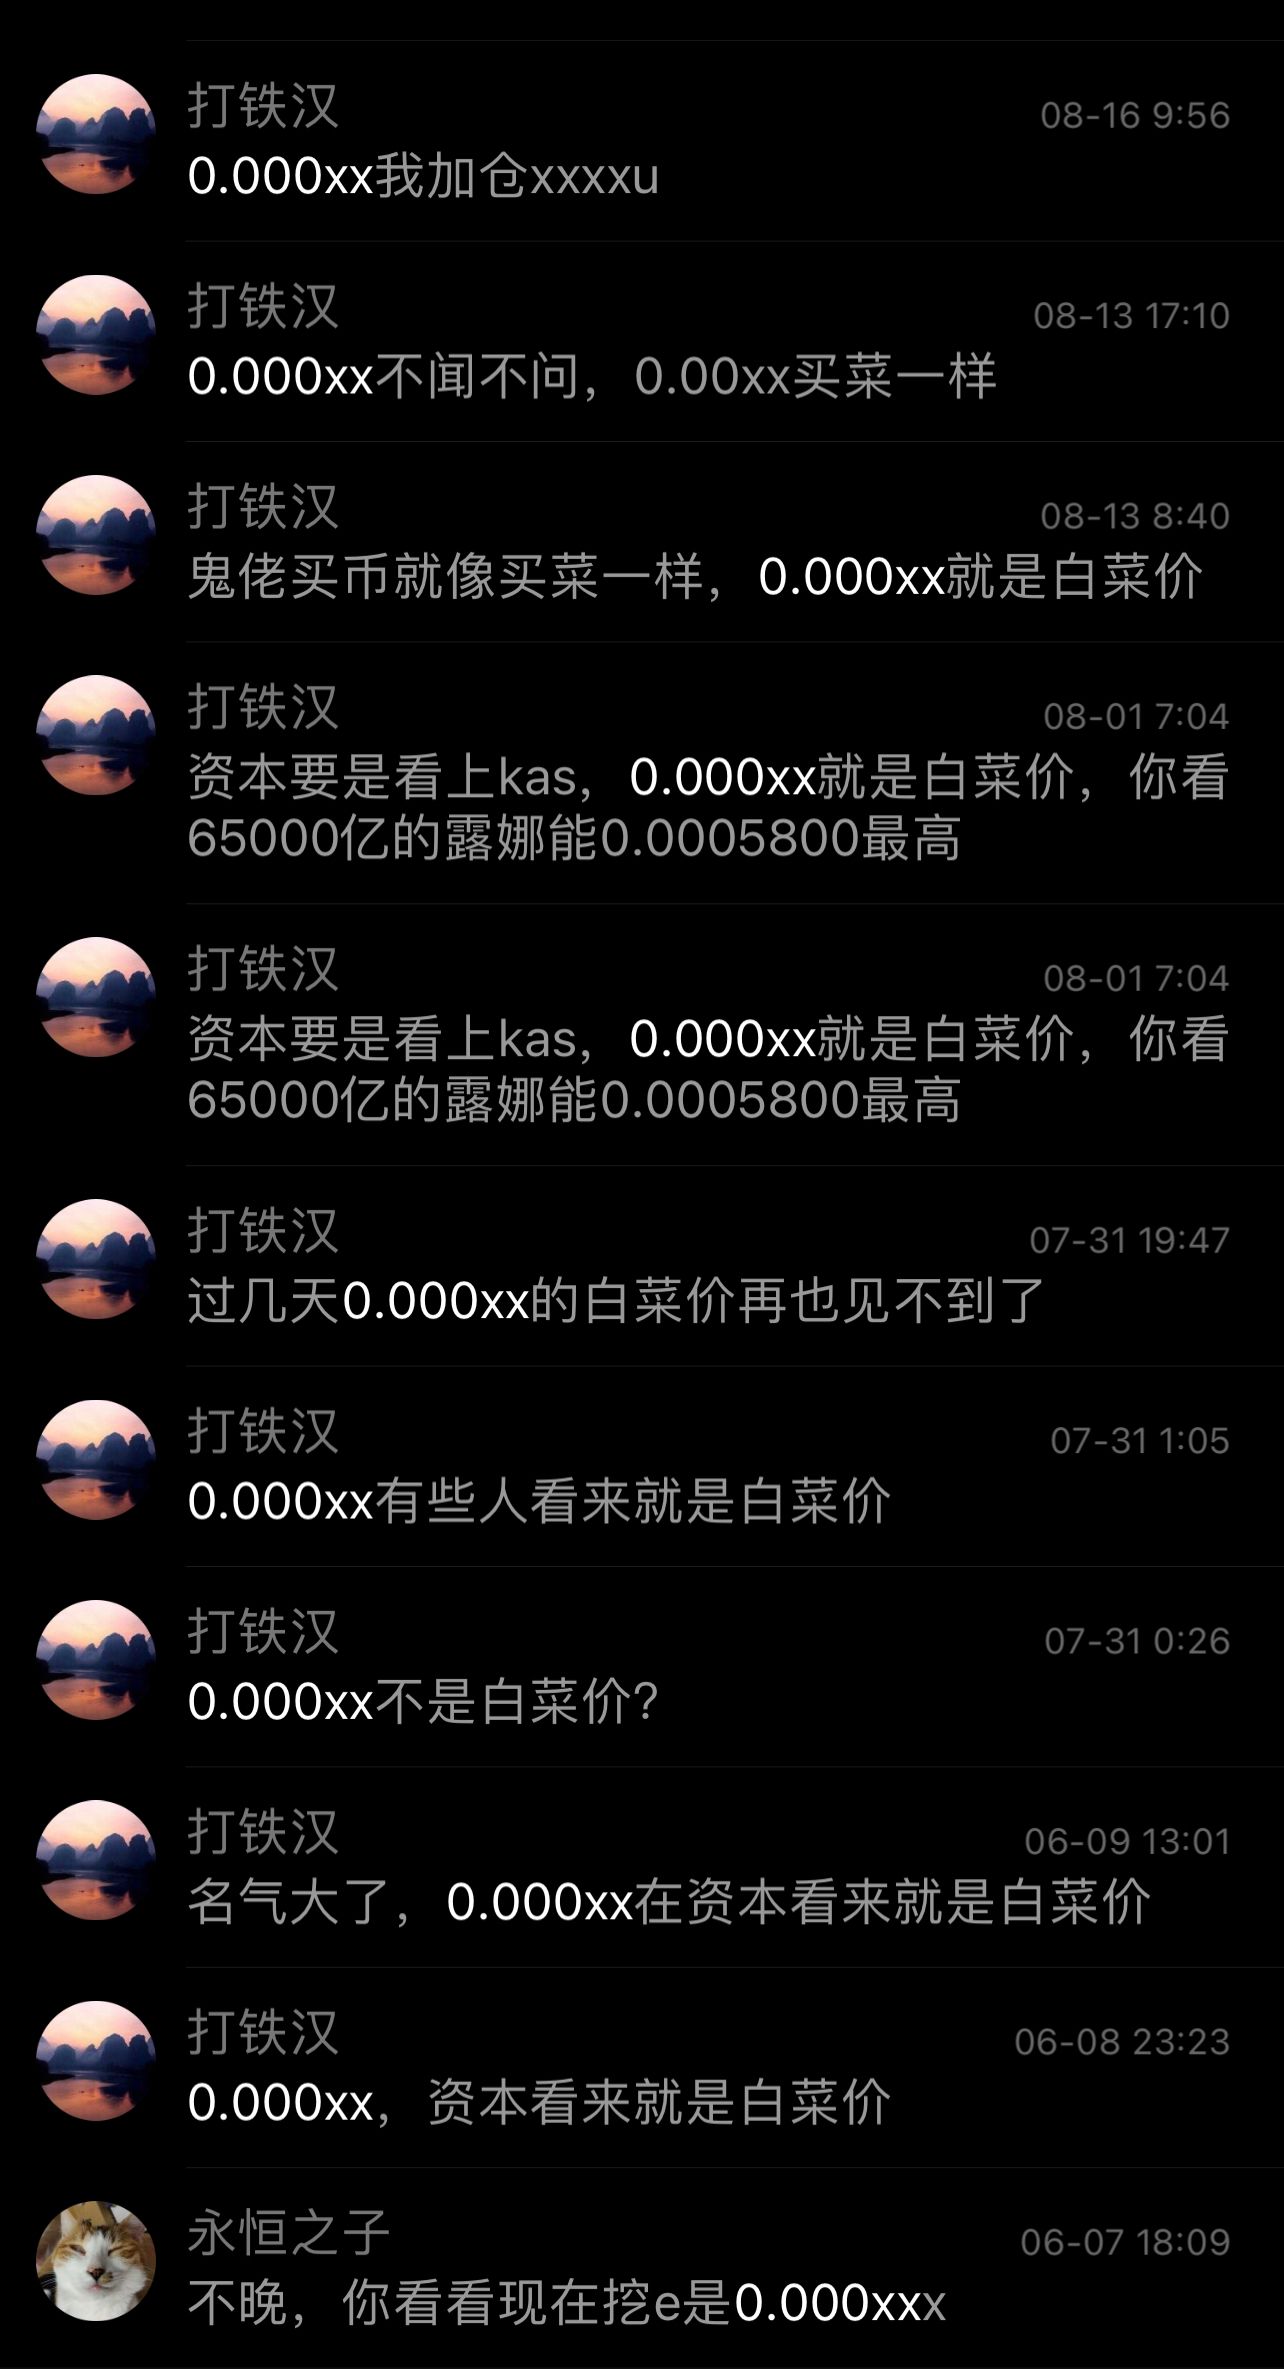 打铁汉
08-16 9:56
0.000xx我加仓xxxxu
打铁汉
08-13 17:10
0.000xx不闻不问，0.00xx买菜一样
打铁汉
08-13 8:40
鬼佬买币就像买菜一样，0.000xx就是白菜价
打铁汉
08-01 7:04
资本要是看上kas，0.000xx就是白菜价，你看
65000亿的露娜能0.0005800最高
打铁汉
08-01 7:04
资本要是看上kas，0.000xx就是白菜价，你看
65000亿的露娜能0.0005800最高
打铁汉
07-31 19:47
过几天0.000xx的白菜价再也见不到了
打铁汉
07-31 1:05
0.000xx有些人看来就是白菜价
打铁汉
07-31 0:26
0.000xx不是白菜价?
打铁汉
06-09 13:01
名气大了，0.000xx在资本看来就是白菜价
打铁汉
06-08 23:23
0.000xx，资本看来就是白菜价
永恒之子
06-07 18:09
不晚，你看看现在挖e是0.000xxx